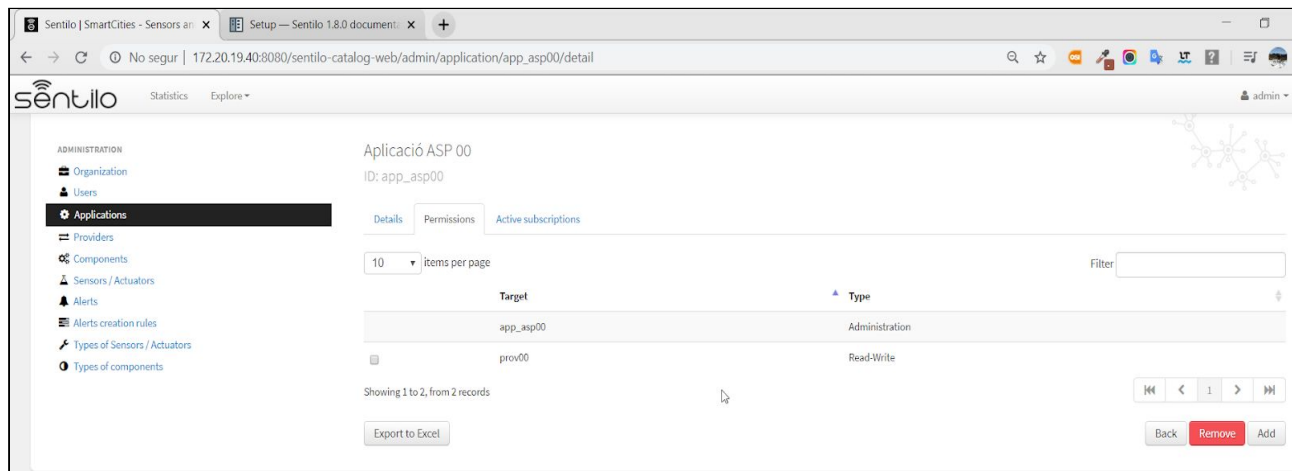 Sentilo | SmartCities - Sensors an
Setup — Sentilo 1.8.0 documenta
No segur | 172.20.19.40:8080/sentilo-catalog-web/admin/application/app_asp00/detail
sentilo
Statistics
Explore
admin
ADMINISTRATION
Organization
Users
Applications
Providers
Components
Sensors / Actuators
Alerts
Alerts creation rules
Types of Sensors / Actuators
Types of components
Aplicació ASP 00
ID: app_asp00
Details Permissions Active subscriptions
10 items per page
Filter
Target Type
app_asp00 Administration
prov00 Read-Write
Showing 1 to 2, from 2 records
1
Export to Excel
Back Remove Add